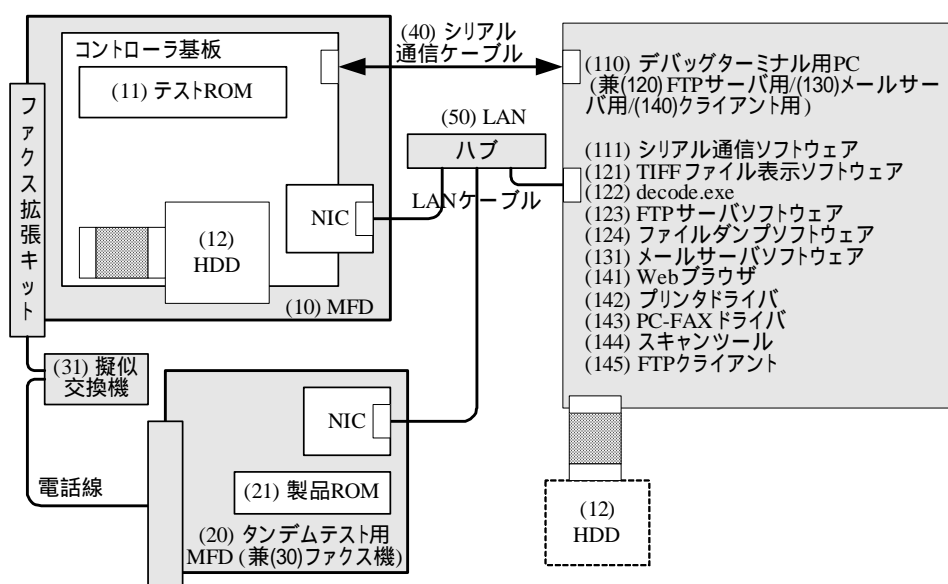 コントローラ基板
(11) テストROM
(12)
HDD
NIC
(10) MFD
ファクス拡張キット
(40) シリアル
通信ケーブル
(50) LAN
ハブ
LANケーブル
(31) 擬似
交換機
電話線
NIC
(21) 製品ROM
(20) タンデムテスト用
MFD (兼(30)ファクス機)
(110) デバッグターミナル用PC
(兼(120) FTPサーバ用/(130)メールサー
バ用/(140)クライアント用)
(111) シリアル通信ソフトウェア
(121) TIFFファイル表示ソフトウェア
(122) decode.exe
(123) FTPサーバソフトウェア
(124) ファイルダンプソフトウェア
(131) メールサーバソフトウェア
(141) Webブラウザ
(142) プリンタドライバ
(143) PC-FAXドライバ
(144) スキャンツール
(145) FTPクライアント
(12)
HDD